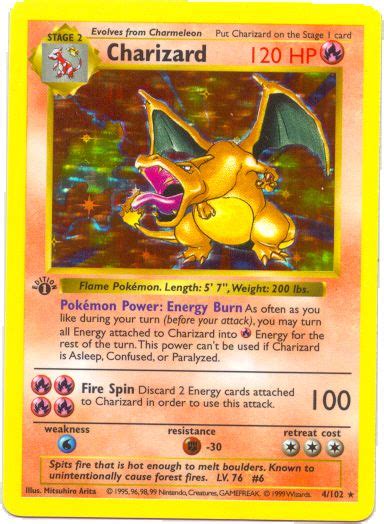 Evolves from Charmeleon Put Charizard on the Stage 1 card
STAGE 2
Charizard 120 HP
EDITION
1
Flame Pokémon. Length: 5' 7", Weight: 200 lbs.
Pokémon Power: Energy Burn As often as you
like during your turn (before your attack), you may turn
all Energy attached to Charizard into Energy for the
rest of the turn. This power can't be used if Charizard
is Asleep, Confused, or Paralyzed.
Fire Spin Discard 2 Energy cards attached
to Charizard in order to use this attack. 100
weakness resistance retreat cost
-30
Spits fire that is hot enough to melt boulders. Known to
unintentionally cause forest fires. LV. 76 #6
Illus. Mitsuhiro Arita ©1995, 96, 98, 99 Nintendo, Creatures, GAMEFREAK. ©1999 Wizards. 4/102 ★